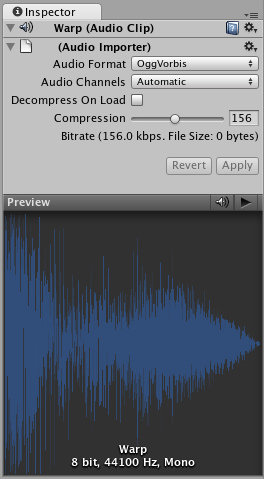 Inspector
Warp (Audio Clip)
(Audio Importer)
Audio Format OggVorbis
Audio Channels Automatic
Decompress On Load
Compression 156
Bitrate (156.0 kbps. File Size: 0 bytes)
Revert Apply
Preview
Warp
8 bit, 44100 Hz, Mono